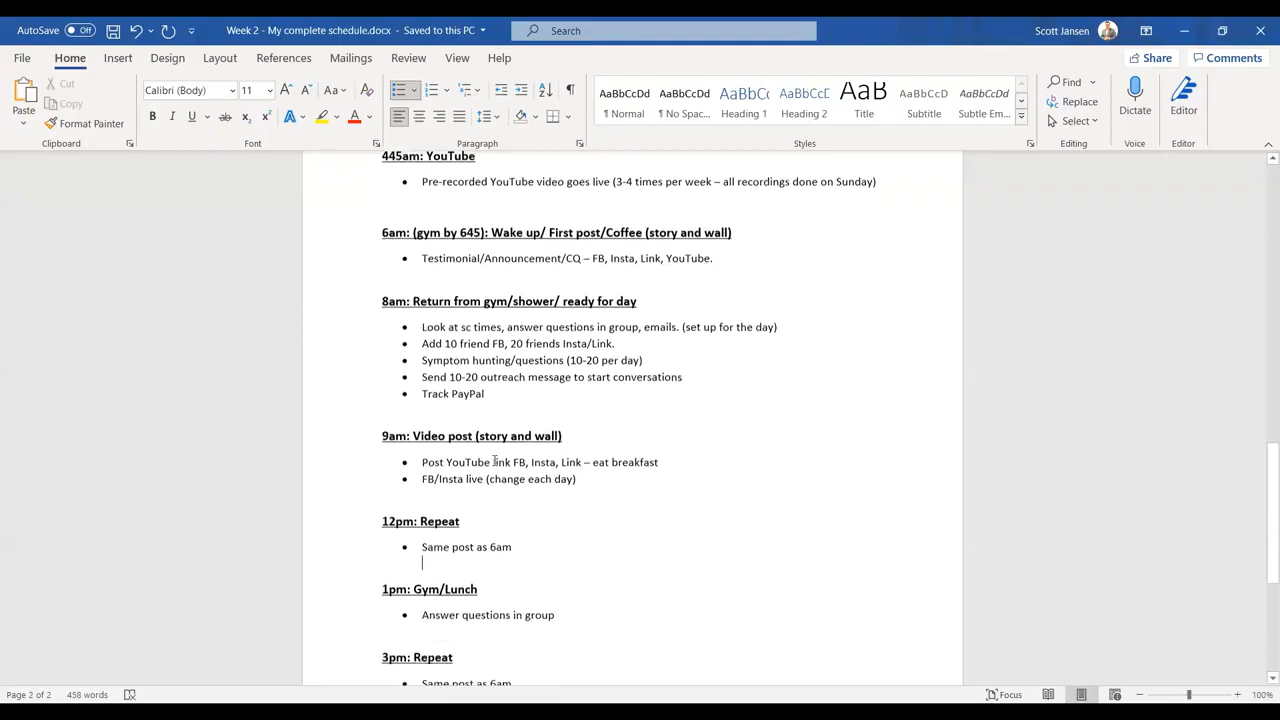 AutoSave Off Week 2 - My complete schedule.docx - Saved to this PC Search Scott Jansen
File Home Insert Draw Design Layout References Mailings Review View Help Share Comments
Paste Cut Copy Format Painter
Calibri (Body) 11 A A Aa A
B I U ab A A
AaBbCcDd AaBbCcDd AaBbCc AaBbCcC AaB AaBbCcD AaBbCcDd
¶ Normal ¶ No Spac... Heading 1 Heading 2 Title Subtitle Subtle Em...
Find Replace Select Dictate Editor
Clipboard Font Paragraph Styles Editing Voice Editor
445am: YouTube
• Pre-recorded YouTube video goes live (3-4 times per week – all recordings done on Sunday)
6am: (gym by 645): Wake up/ First post/Coffee (story and wall)
• Testimonial/Announcement/CQ – FB, Insta, Link, YouTube.
8am: Return from gym/shower/ ready for day
• Look at sc times, answer questions in group, emails. (set up for the day)
• Add 10 friend FB, 20 friends Insta/Link.
• Symptom hunting/questions (10-20 per day)
• Send 10-20 outreach message to start conversations
• Track PayPal
9am: Video post (story and wall)
• Post YouTube link FB, Insta, Link – eat breakfast
• FB/Insta live (change each day)
12pm: Repeat
• Same post as 6am
1pm: Gym/Lunch
• Answer questions in group
3pm: Repeat
Same post as 6am
Page 2 of 2 458 words Focus 100%